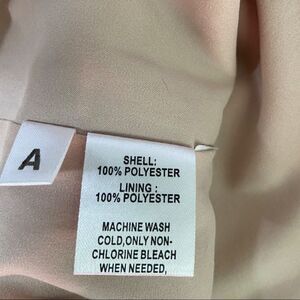 A
SHELL:
100% POLYESTER
LINING :
100% POLYESTER
MACHINE WASH
COLD,ONLY NON-
CHLORINE BLEACH
WHEN NEEDED,